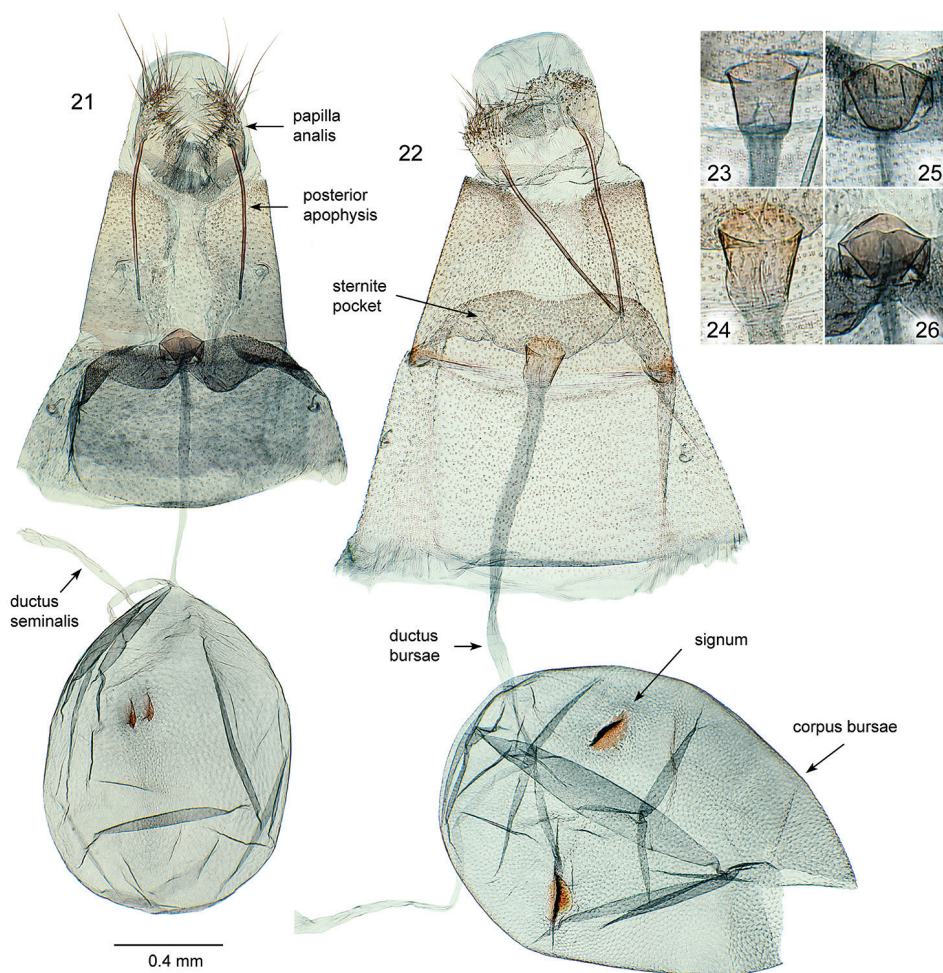 21
papilla
analis
posterior
apophysis
22
sternite
pocket
23
25
24
26
ductus
seminalis
ductus
bursae
signum
corpus bursae
0.4 mm